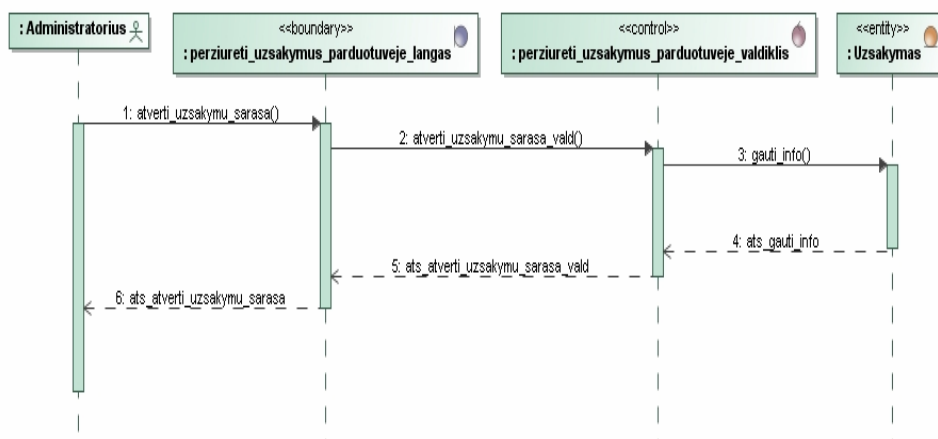 : Administratorius
<<boundary>>
: perziureti_uzsakymus_parduotuveje_langas
<<control>>
: perziureti_uzsakymus_parduotuveje_valdiklis
<<entity>>
: Uzsakymas
1: atverti_uzsakymu_sarasa()
2: atverti_uzsakymu_sarasa_vald()
3: gauti_info()
4: ats_gauti_info
5: ats_atverti_uzsakymu_sarasa_vald
6: ats_atverti_uzsakymu_sarasa